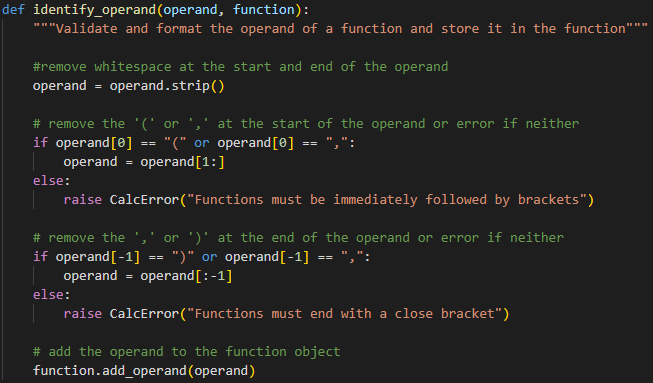 def identify_operand(operand, function):
    """Validate and format the operand of a function and store it in the function"""
    #remove whitespace at the start and end of the operand
    operand = operand.strip()
    # remove the '(' or ',' at the start of the operand or error if neither
    if operand[0] == "(" or operand[0] == ",":
        operand = operand[1:]
    else:
        raise CalcError("Functions must be immediately followed by brackets")
    # remove the ',' or ')' at the end of the operand or error if neither
    if operand[-1] == ")" or operand[-1] == ",":
        operand = operand[:-1]
    else:
        raise CalcError("Functions must end with a close bracket")
    # add the operand to the function object
    function.add_operand(operand)